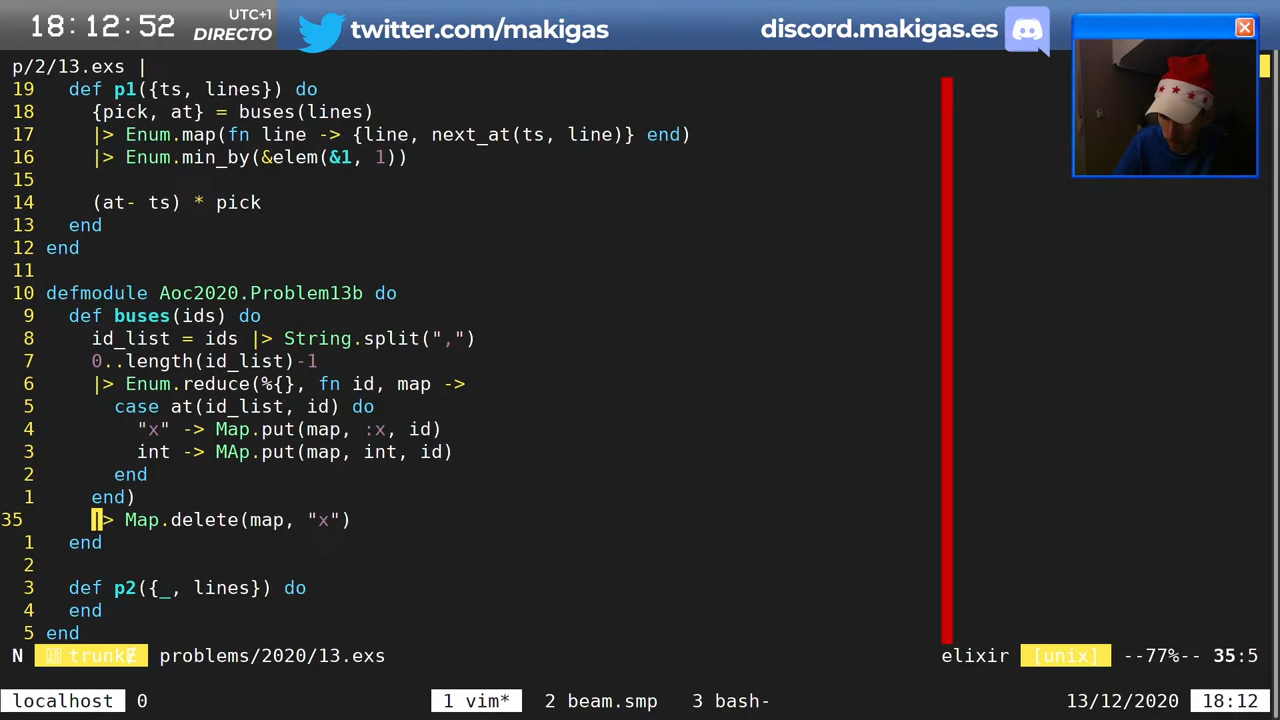 18:12:52
UTC+1
DIRECTO
twitter.com/makigas
discord.makigas.es
p/2/13.exs |
19 def p1({ts, lines}) do
18 {pick, at} = buses(lines)
17 |> Enum.map(fn line -> {line, next_at(ts, line)} end)
16 |> Enum.min_by(&elem(&1, 1))
15
14 (at- ts) * pick
13 end
12 end
11
10 defmodule Aoc2020.Problem13b do
9 def buses(ids) do
8 id_list = ids |> String.split(",")
7 0..length(id_list)-1
6 |> Enum.reduce(%{}, fn id, map ->
5 case at(id_list, id) do
4 "x" -> Map.put(map, :x, id)
3 int -> MAp.put(map, int, id)
2 end
1 end)
35 |> Map.delete(map, "x")
1 end
2
3 def p2({_, lines}) do
4 end
5 end
N trunk problems/2020/13.exs elixir [unix] --77%-- 35:5
localhost 0 1 vim* 2 beam.smp 3 bash- 13/12/2020 18:12